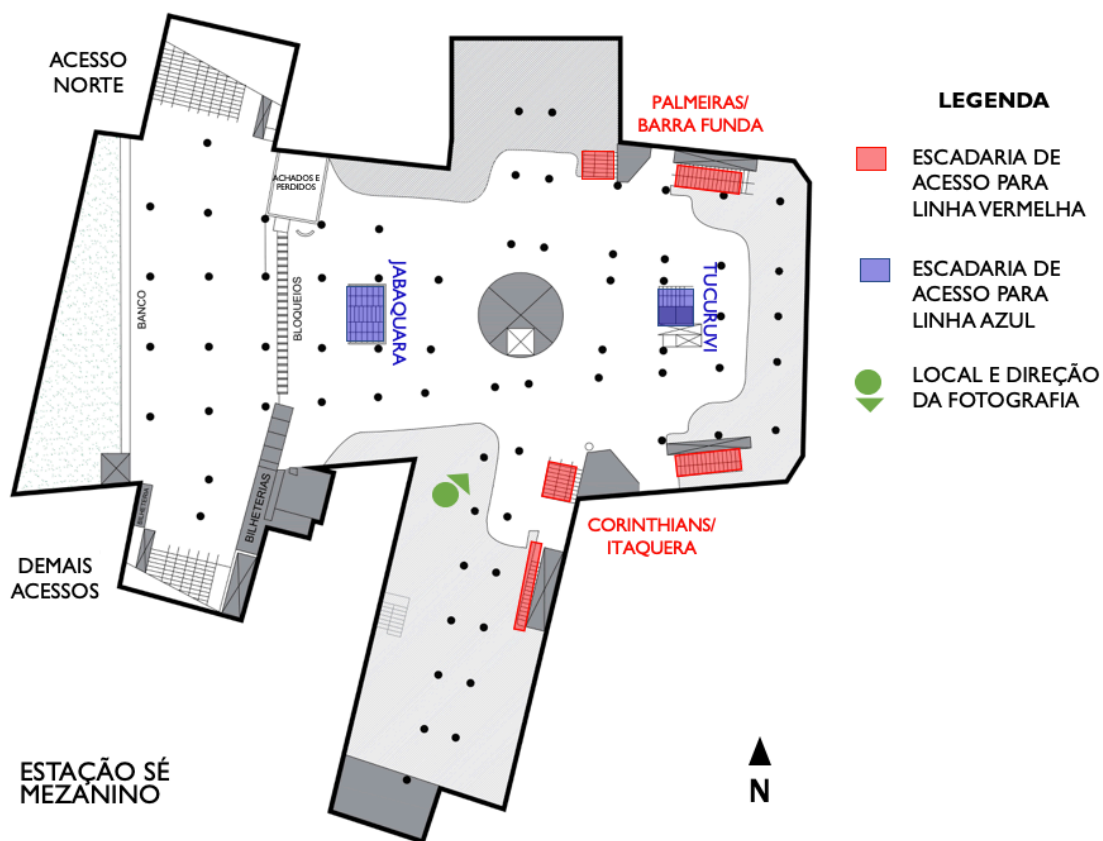 ACESSO
NORTE
PALMEIRAS/
BARRA FUNDA
ACHADOS E
PERDIDOS
BANCO
BLOQUEIOS
JABAQUARA
TUCURUVI
BILHETERIA
BILHETERIAS
CORINTHIANS/
ITAQUERA
DEMAIS
ACESSOS
ESTAÇÃO SÉ
MEZANINO
N
LEGENDA
ESCADARIA DE
ACESSO PARA
LINHA VERMELHA
ESCADARIA DE
ACESSO PARA
LINHA AZUL
LOCAL E DIREÇÃO
DA FOTOGRAFIA